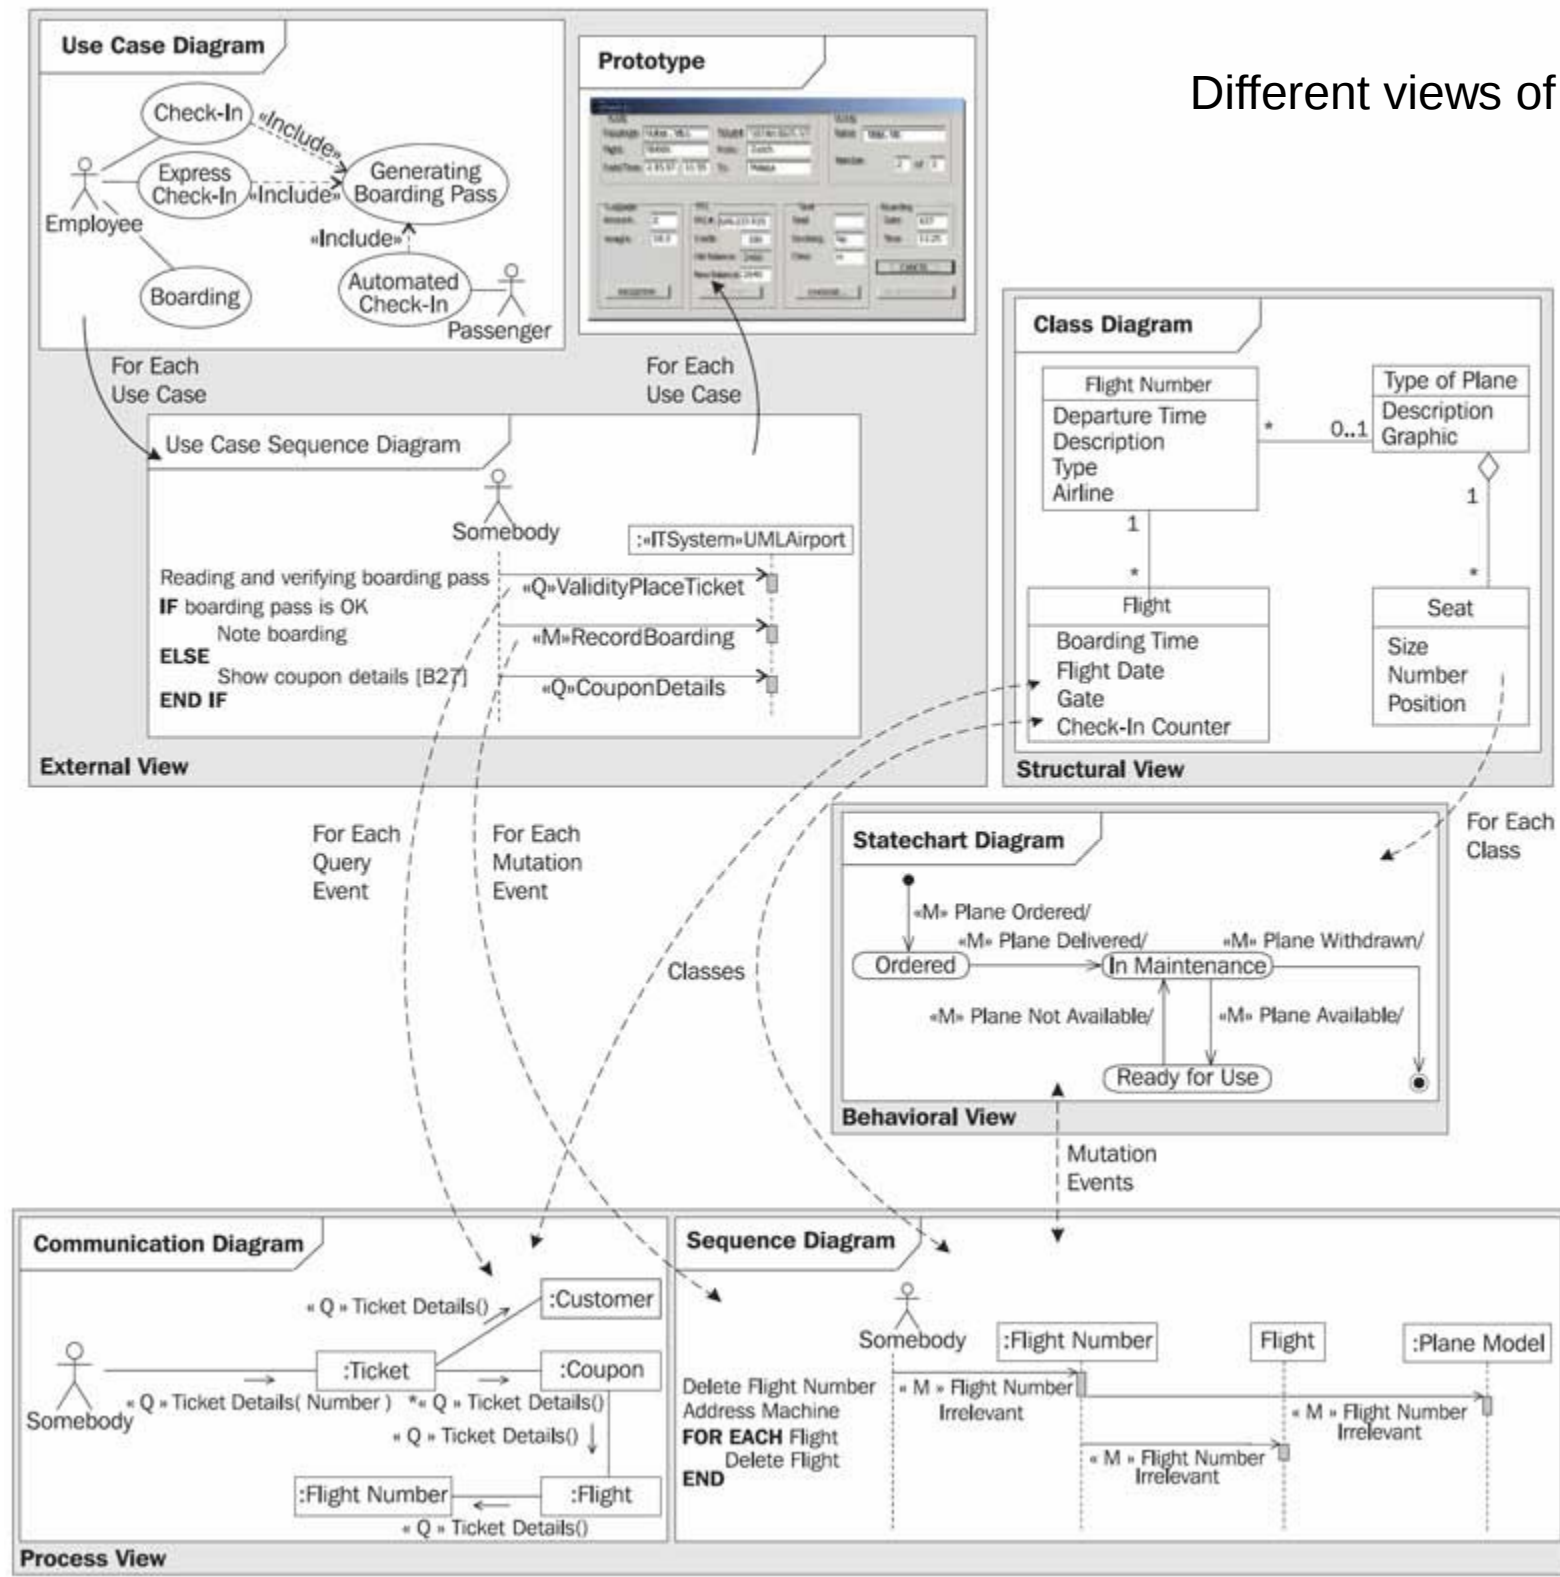 Different views of
Use Case Diagram
Check-In
«Include»
Express
Check-In
«Include»
Generating
Boarding Pass
Employee
«Include»
Boarding
Automated
Check-In
Passenger
Prototype
For Each
Use Case
For Each
Use Case
Use Case Sequence Diagram
Somebody
:«ITSystem»UMLAirport
Reading and verifying boarding pass
«Q»ValidityPlaceTicket
IF boarding pass is OK
Note boarding
«M»RecordBoarding
ELSE
Show coupon details [B27]
«Q»CouponDetails
END IF
External View
Class Diagram
Flight Number
Departure Time
Description
Type
Airline
* 0..1
Type of Plane
Description
Graphic
1
*
1
*
Flight
Boarding Time
Flight Date
Gate
Check-In Counter
Seat
Size
Number
Position
Structural View
For Each
Query
Event
For Each
Mutation
Event
Classes
For Each
Class
Statechart Diagram
«M» Plane Ordered/
«M» Plane Delivered/
«M» Plane Withdrawn/
Ordered
In Maintenance
«M» Plane Not Available/
«M» Plane Available/
Ready for Use
Behavioral View
Mutation
Events
Communication Diagram
« Q » Ticket Details()
:Customer
:Ticket
:Coupon
Somebody
« Q » Ticket Details( Number )
*« Q » Ticket Details()
« Q » Ticket Details()
:Flight Number
:Flight
« Q » Ticket Details()
Sequence Diagram
Somebody
:Flight Number
Flight
:Plane Model
Delete Flight Number
Address Machine
FOR EACH Flight
Delete Flight
END
« M » Flight Number
Irrelevant
« M » Flight Number
Irrelevant
« M » Flight Number
Irrelevant
Process View